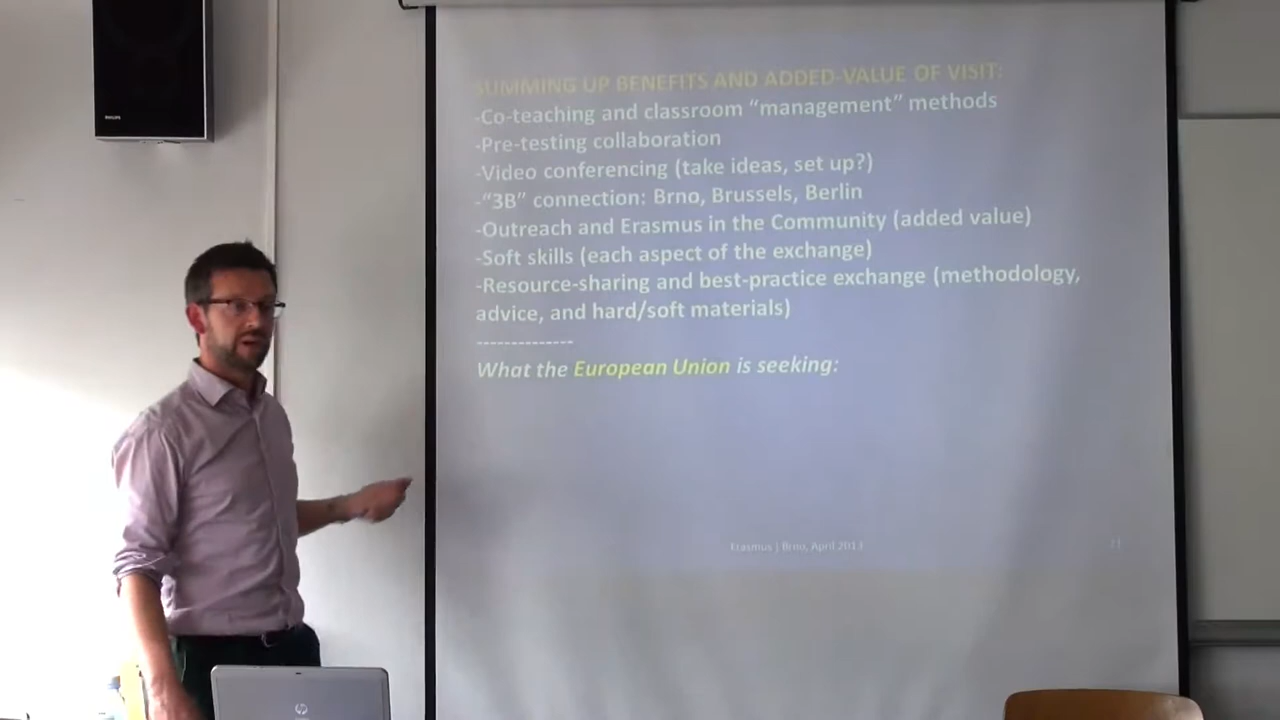 PHILIPS
SUMMING UP BENEFITS AND ADDED-VALUE OF VISIT:
-Co-teaching and classroom “management” methods
-Pre-testing collaboration
-Video conferencing (take ideas, set up?)
-“3B” connection: Brno, Brussels, Berlin
-Outreach and Erasmus in the Community (added value)
-Soft skills (each aspect of the exchange)
-Resource-sharing and best-practice exchange (methodology,
advice, and hard/soft materials)
--------------
What the European Union is seeking:
Erasmus | Brno, April 2013
hp